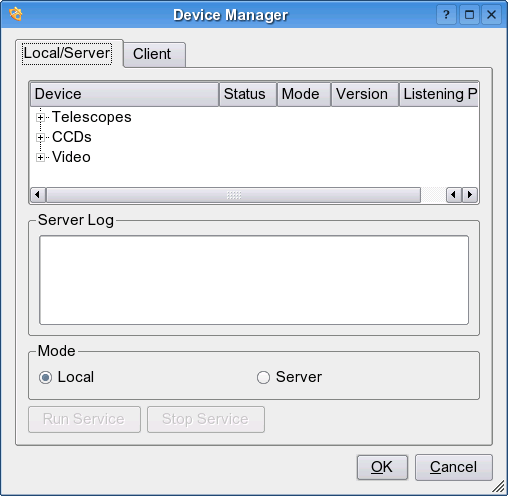 Device Manager
Local/Server Client
Device Status Mode Version Listening P
Telescopes
CCDs
Video
Server Log
Mode
Local Server
Run Service Stop Service
OK Cancel